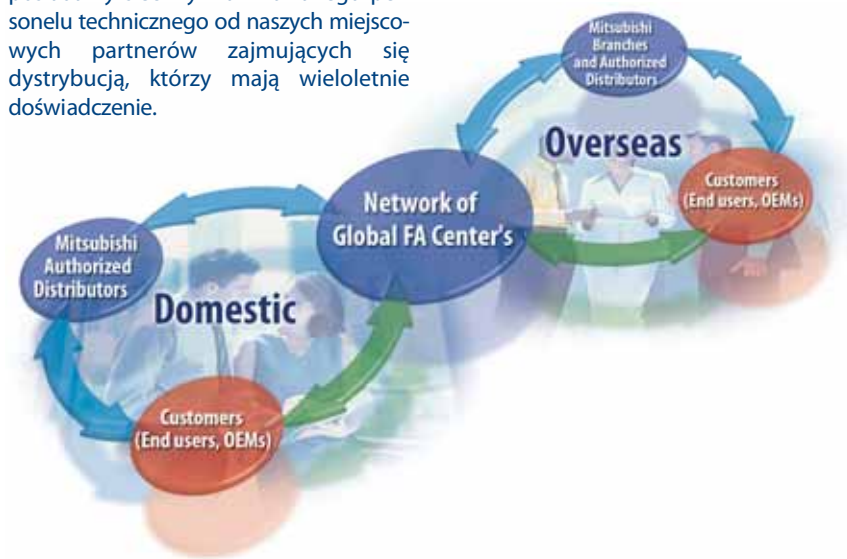 sonelu technicznego od naszych miejsco-
wych partnerów zajmujących się
dystrybucją, którzy mają wieloletnie
doświadczenie.
Mitsubishi
Branches
and Authorized
Distributors
Overseas
Customers
(End users, OEMs)
Network of
Global FA Center's
Mitsubishi
Authorized
Distributors
Domestic
Customers
(End users, OEMs)